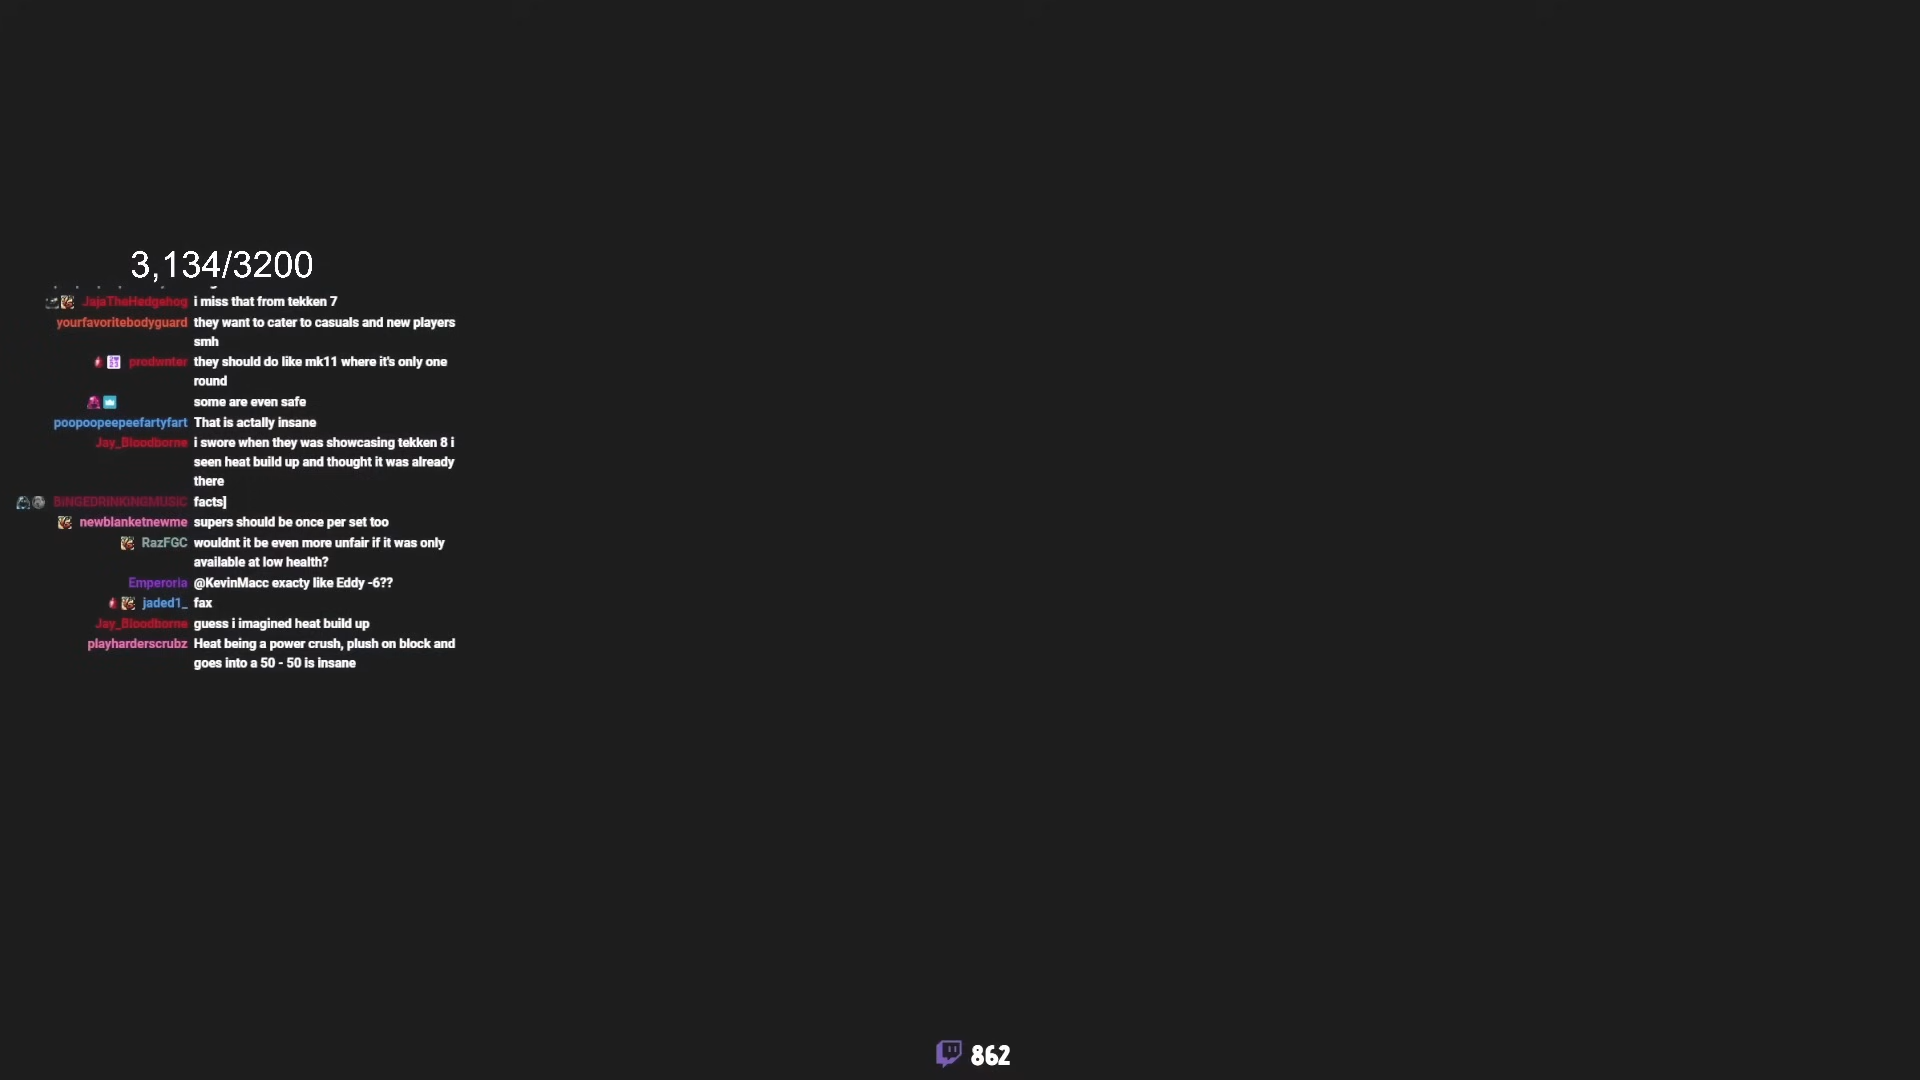 3,134/3200
JajaTheHedgehog i miss that from tekken 7
yourfavoritebodyguard they want to cater to casuals and new players
smh
prodwnter they should do like mk11 where it's only one
round
some are even safe
poopoopeepeefartyfart That is actally insane
Jay_Bloodborne i swore when they was showcasing tekken 8 i
seen heat build up and thought it was already
there
BINGEDRINKINGMUSIC facts]
newblanketnewme supers should be once per set too
RazFGC wouldnt it be even more unfair if it was only
available at low health?
Emperoria @KevinMacc exacty like Eddy -6??
jaded1_ fax
Jay_Bloodborne guess i imagined heat build up
playharderscrubz Heat being a power crush, plush on block and
goes into a 50 - 50 is insane
862